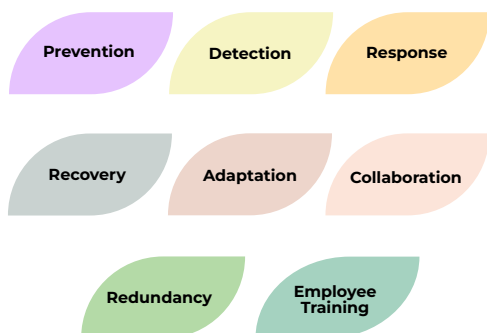 Prevention
Detection
Response
Recovery
Adaptation
Collaboration
Redundancy
Employee
Training